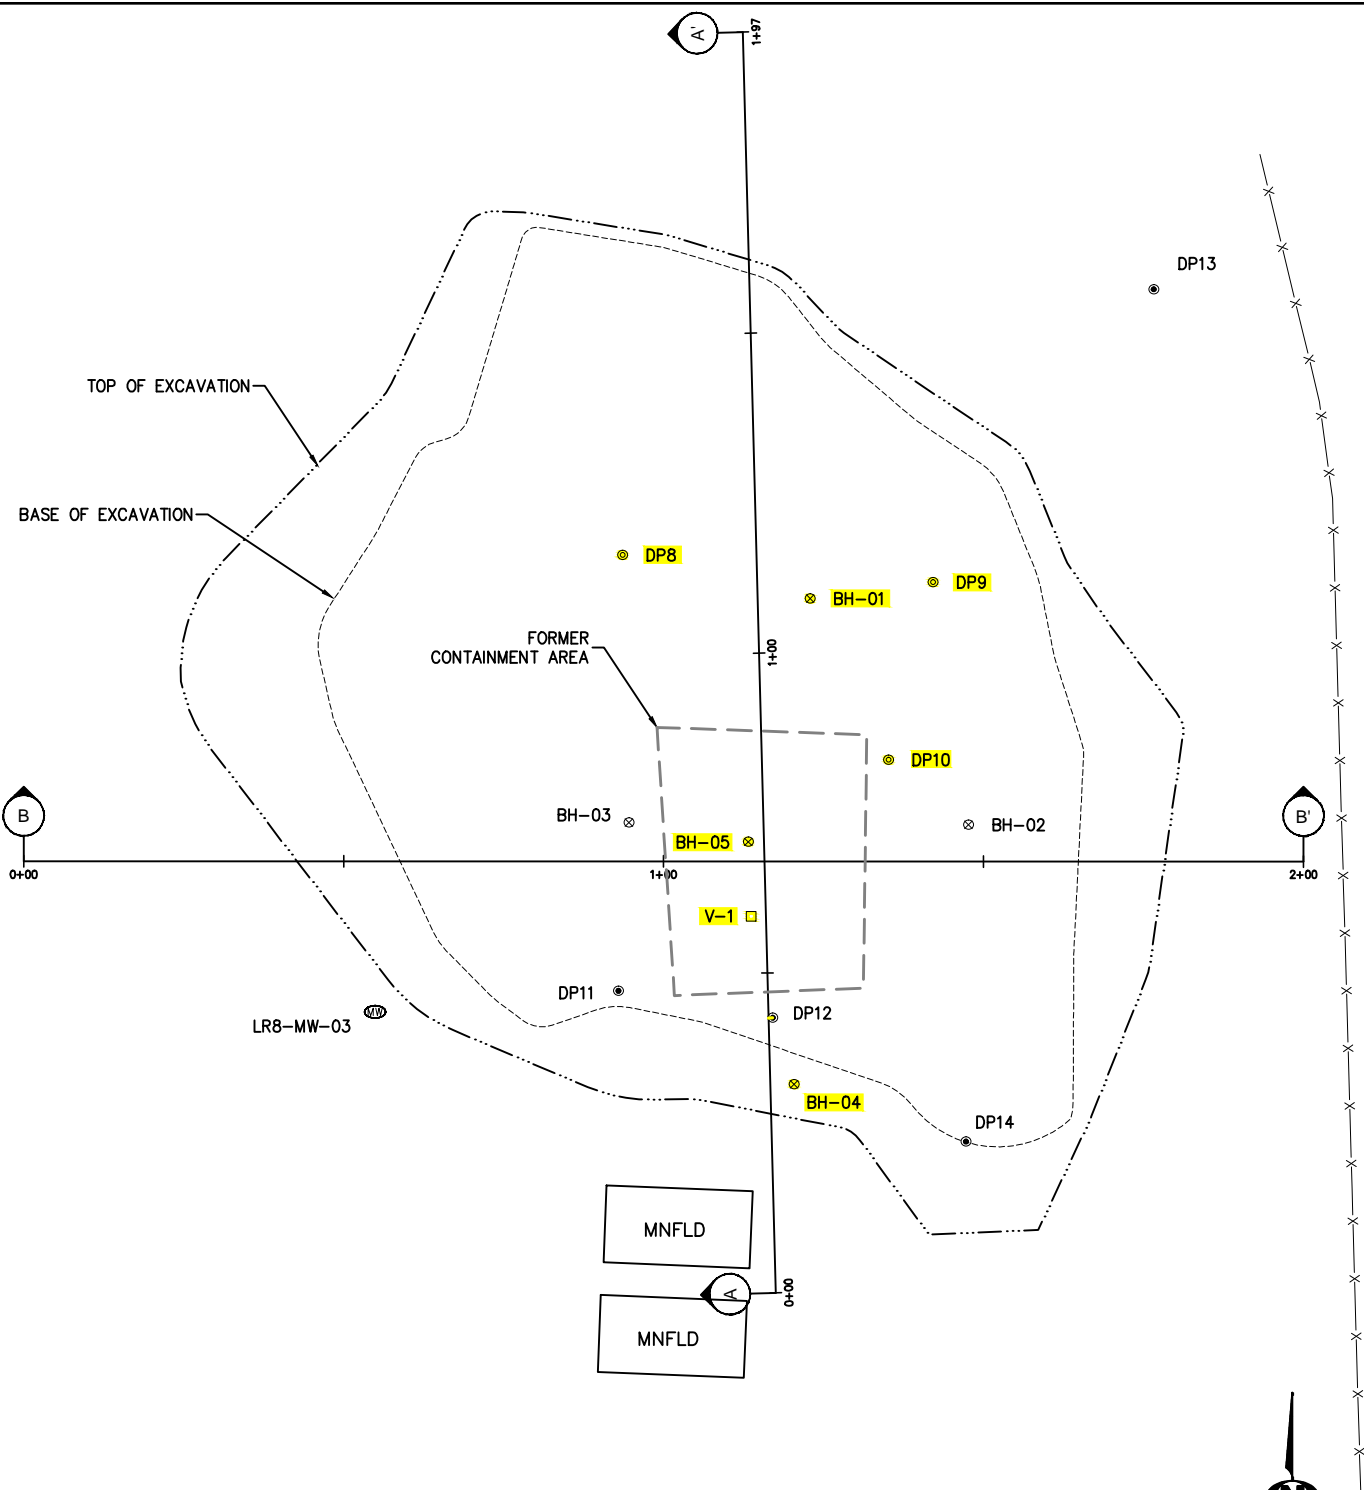 A'
1+97
DP13
TOP OF EXCAVATION
BASE OF EXCAVATION
DP8
DP9
BH-01
FORMER
CONTAINMENT AREA
1+00
DP10
B
BH-03
BH-05
BH-02
B'
0+00
1+00
2+00
V-1
DP11
DP12
MW
LR8-MW-03
BH-04
DP14
MNFLD
A
0+00
MNFLD